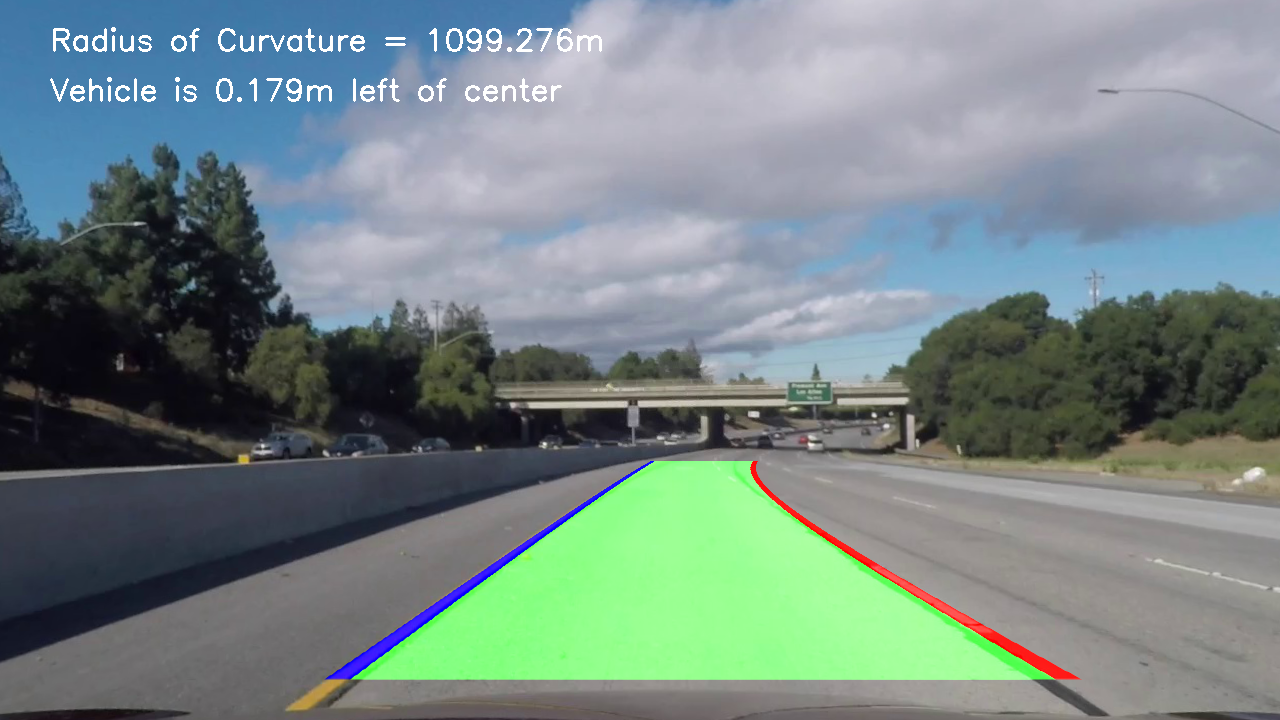 Radius of Curvature = 1099.276m
Vehicle is 0.179m left of center